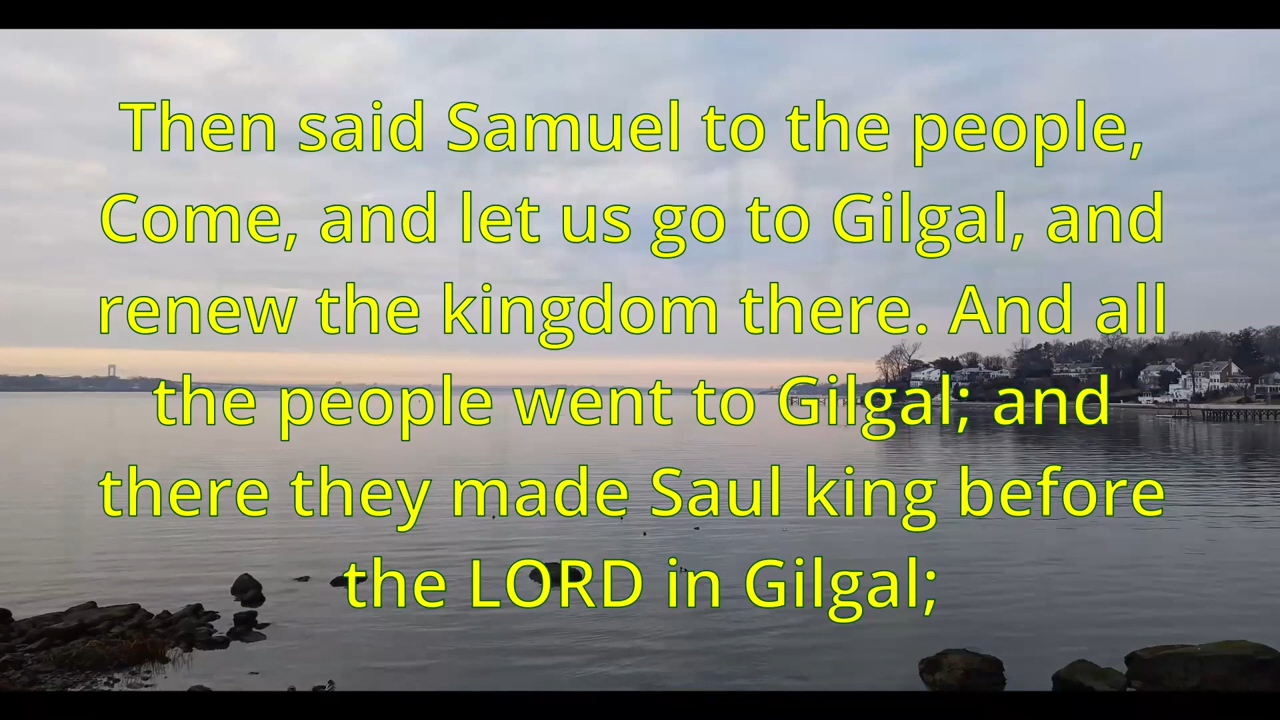 Then said Samuel to the people,
Come, and let us go to Gilgal, and
renew the kingdom there. And all
the people went to Gilgal; and
there they made Saul king before
the LORD in Gilgal;